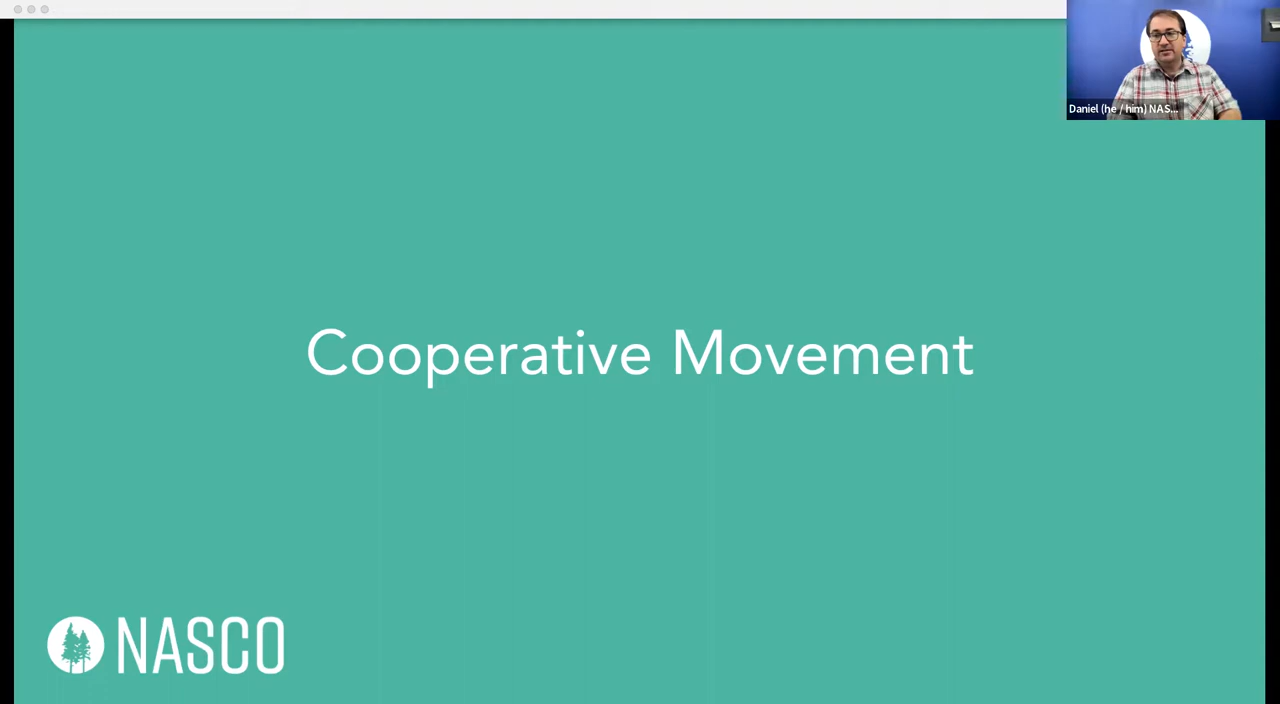 Daniel (he / him) NAS...
Cooperative Movement
NASCO